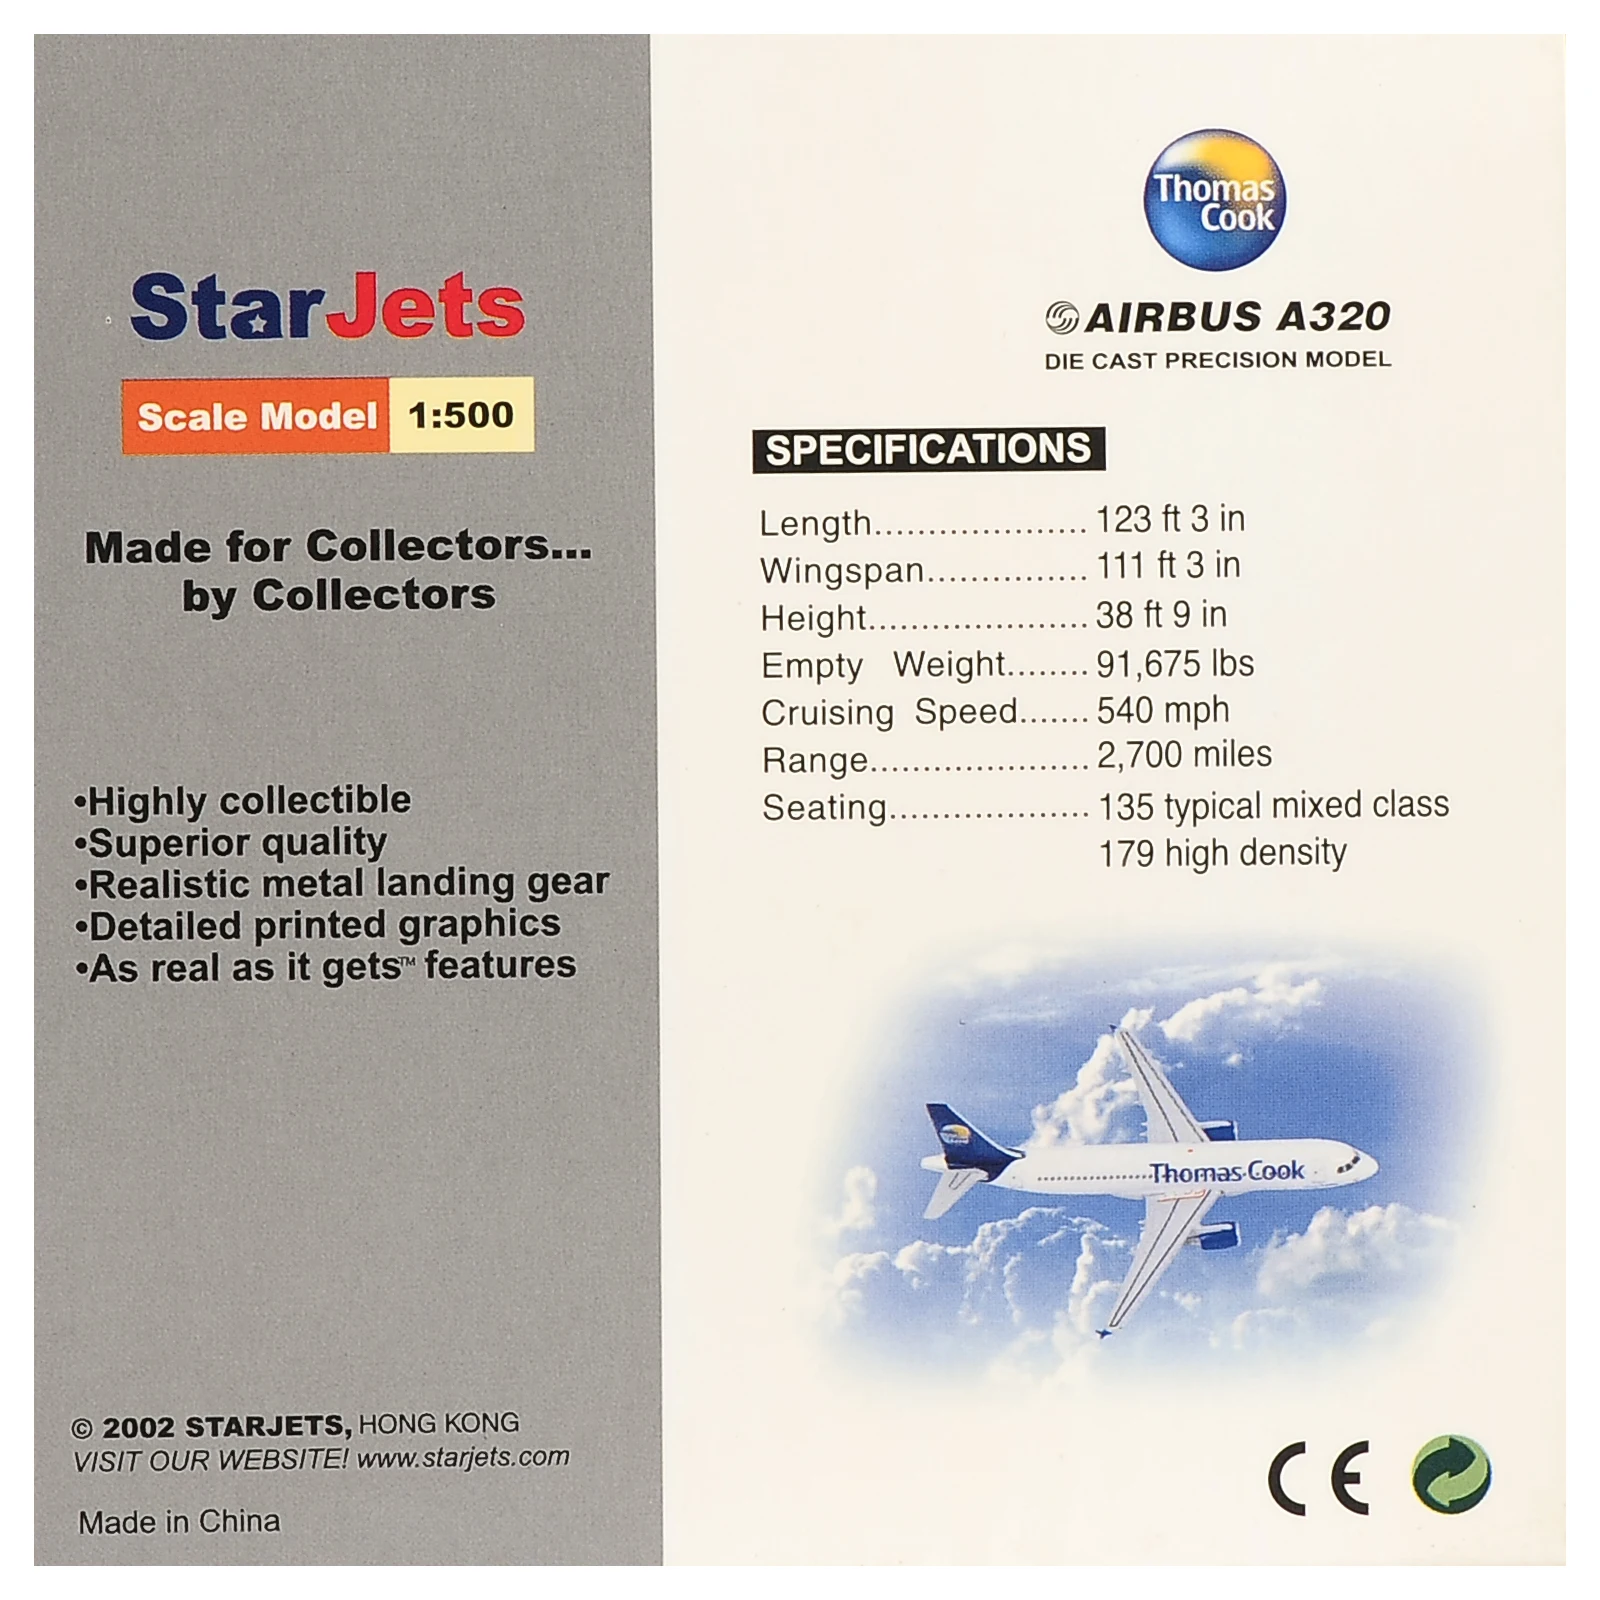 StarJets
Scale Model 1:500
Made for Collectors...
by Collectors
•Highly collectible
•Superior quality
•Realistic metal landing gear
•Detailed printed graphics
•As real as it gets™ features
© 2002 STARJETS, HONG KONG
VISIT OUR WEBSITE! www.starjets.com
Made in China
Thomas
Cook
AIRBUS A320
DIE CAST PRECISION MODEL
SPECIFICATIONS
Length.................... 123 ft 3 in
Wingspan............... 111 ft 3 in
Height..................... 38 ft 9 in
Empty Weight........ 91,675 lbs
Cruising Speed....... 540 mph
Range..................... 2,700 miles
Seating................... 135 typical mixed class
179 high density
Thomas Cook
CE